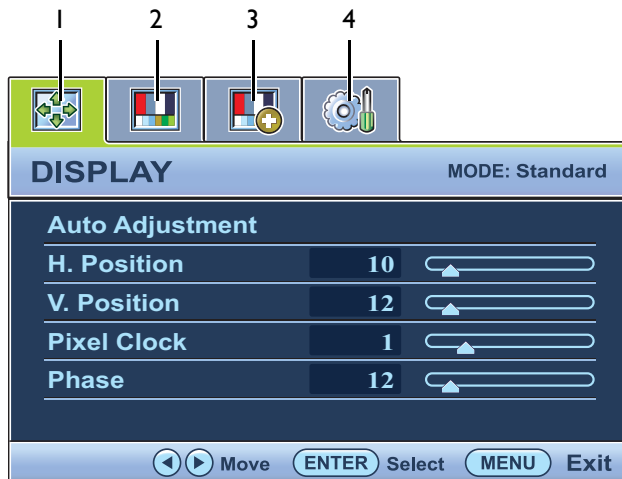 1 2 3 4
DISPLAY MODE: Standard
Auto Adjustment
H. Position 10
V. Position 12
Pixel Clock 1
Phase 12
Move ENTER Select MENU Exit